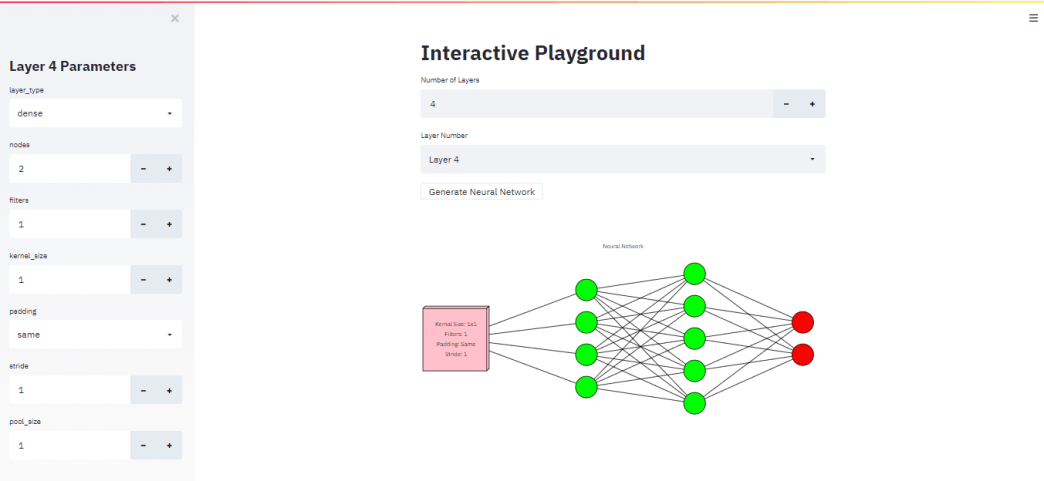 Layer 4 Parameters
layer_type
dense
nodes
2
filters
1
kernel_size
1
padding
same
stride
1
pool_size
1
Interactive Playground
Number of Layers
4
Layer Number
Layer 4
Generate Neural Network
Neural Network
Kernel Size: 1x1
Filters: 1
Padding: Same
Stride: 1